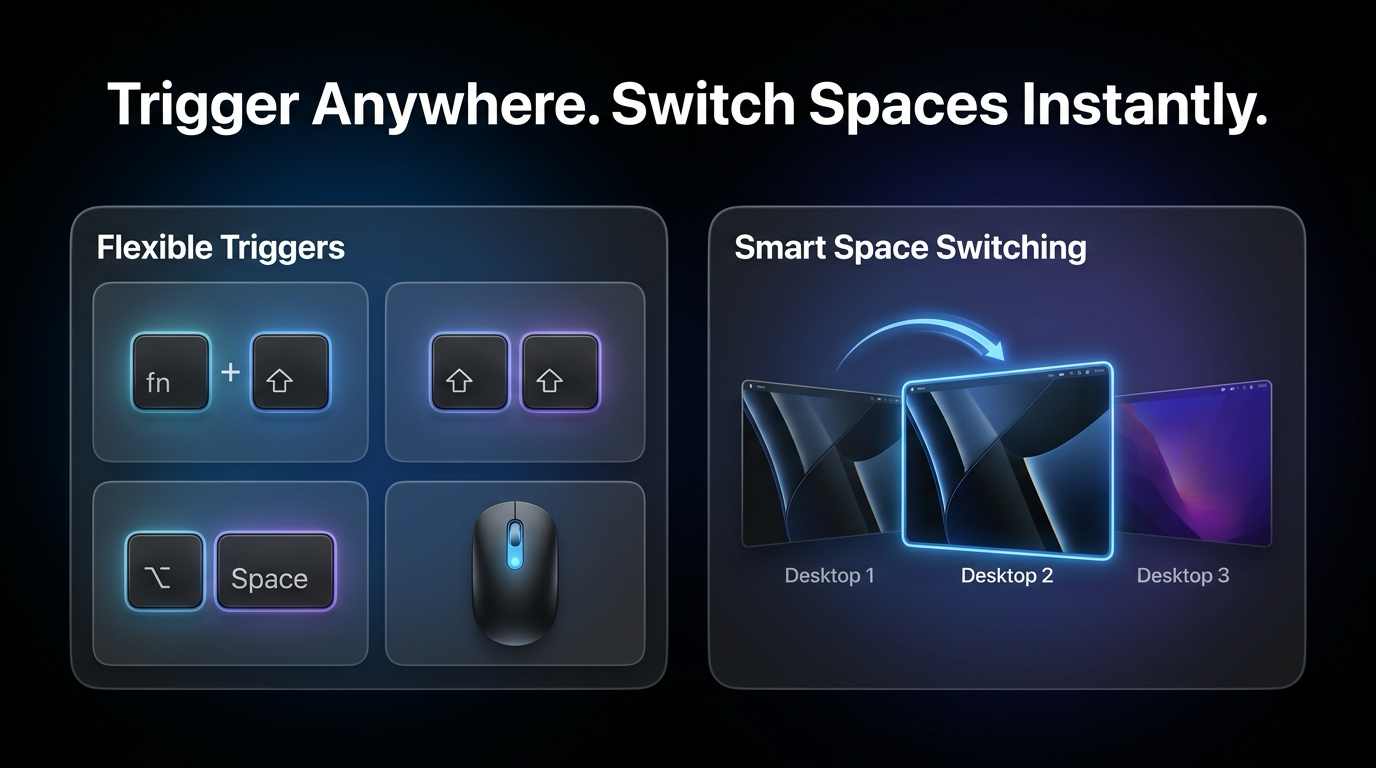 Trigger Anywhere. Switch Spaces Instantly.
Flexible Triggers
fn + ⇧
⇧ ⇧
⌥ Space
Smart Space Switching
Desktop 1
Desktop 2
Desktop 3